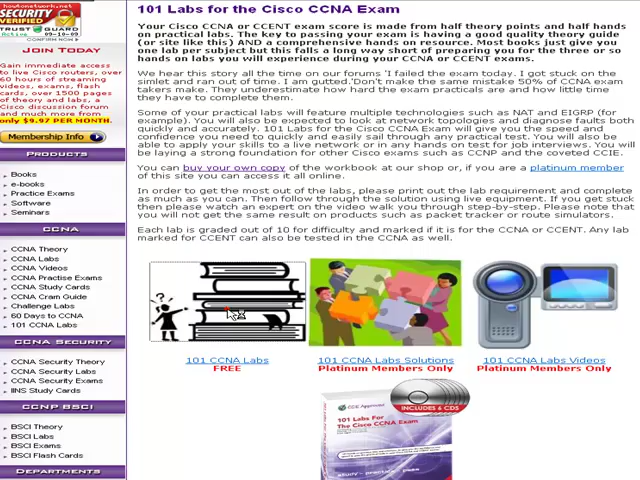 howtonetwork.net
SECURITY
VERIFIED
TRUST GUARD
Active 09-10-09
CONFIRM NOW
JOIN TODAY
Gain immediate access
to live Cisco routers, over
60 hours of streaming
videos, exams, flash
cards, over 1500 pages
of theory and labs, a
Cisco discussion forum
and much more from
only $9.97 PER MONTH.
Membership Info
PRODUCTS
Books
e-books
Practice Exams
Software
Seminars
CCNA
CCNA Theory
CCNA Labs
CCNA Videos
CCNA Practise Exams
CCNA Study Cards
CCNA Cram Guide
Challenge Labs
60 Days to CCNA
101 CCNA Labs
CCNA SECURITY
CCNA Security Theory
CCNA Security Labs
CCNA Security Exams
IINS Study Cards
CCNP BSCI
BSCI Theory
BSCI Labs
BSCI Exams
BSCI Flash Cards
DEPARTMENTS
101 Labs for the Cisco CCNA Exam
Your Cisco CCNA or CCENT exam score is made from half theory points and half hands
on practical labs. The key to passing your exam is having a good quality theory guide
(or site like this ) AND a comprehensive hands on resource. Most books just give you
one lab per subject but this falls a long way short of preparing you for the three or so
hands on labs you will experience during your CCNA or CCENT exams.
We hear this story all the time on our forums 'I failed the exam today. I got stuck on the
simlet and ran out of time. I am gutted.'Don't make the same mistake 50% of CCNA exam
takers make. They underestimate how hard the exam practicals are and how little time
they have to complete them.
Some of your practical labs will feature multiple technologies such as NAT and EIGRP (for
example). You will also be expected to look at network topologies and diagnose faults both
quickly and accurately. 101 Labs for the Cisco CCNA Exam will give you the speed and
confidence you need to quickly and easily sail through any practical test. You will also be
able to apply your skills to a live network or in any hands on test for job interviews. You will
be laying a strong foundation for other Cisco exams such as CCNP and the coveted CCIE.
You can buy your own copy of the workbook at our shop or, if you are a platinum member
of this site you can access it all online.
In order to get the most out of the labs, please print out the lab requirement and complete
as much as you can. Then follow through the solution using live equipment. If you get stuck
then please watch an expert on the video walk you through step-by-step. Please note that
you will not get the same result on products such as packet tracker or route simulators.
Each lab is graded out of 10 for difficulty and marked if it is for the CCNA or CCENT. Any lab
marked for CCENT can also be tested in the CCNA as well.
101 CCNA Labs
FREE
101 CCNA Labs Solutions
Platinum Members Only
101 CCNA Labs Videos
Platinum Members Only
INCLUDES 6 CDS
101 Labs For
The Cisco CCNA Exam